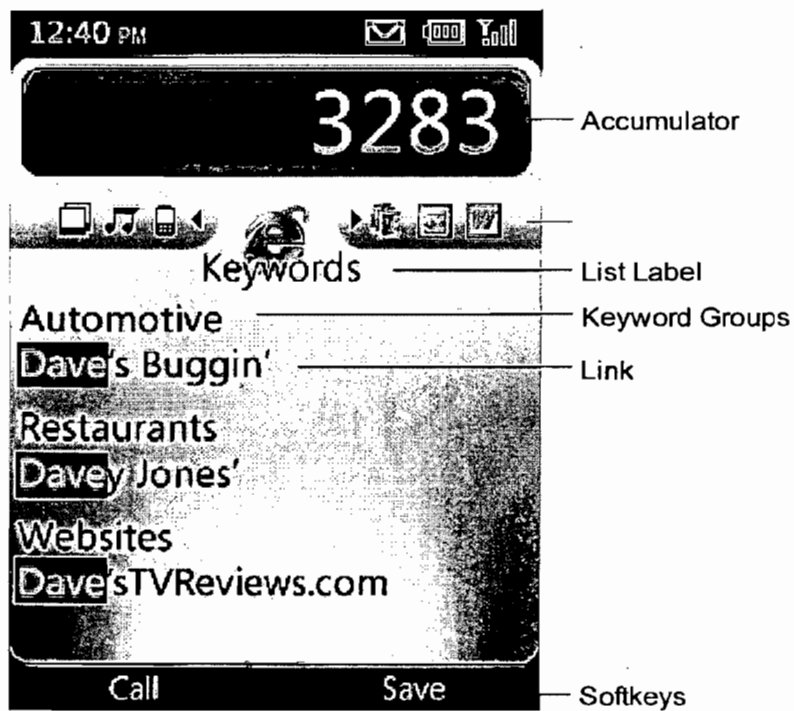 12:40 PM
3283
Accumulator
Keywords
List Label
Automotive
Keyword Groups
Dave's Buggin'
Link
Restaurants
Davey Jones'
Websites
Dave'sTVReviews.com
Call Save
Softkeys